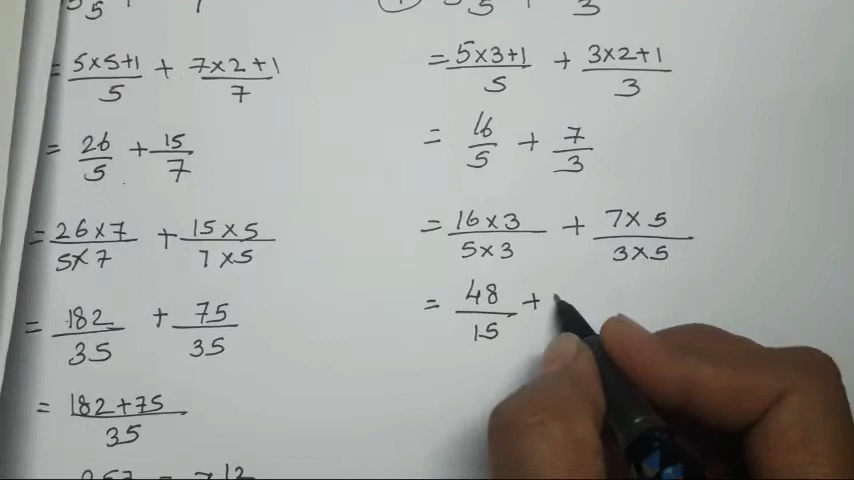 = 5×5+1/5 + 7×2+1/7
= 26/5 + 15/7
= 26×7/5×7 + 15×5/7×5
= 182/35 + 75/35
= 182+75/35
= 5×3+1/5 + 3×2+1/3
= 16/5 + 7/3
= 16×3/5×3 + 7×5/3×5
= 48/15 +